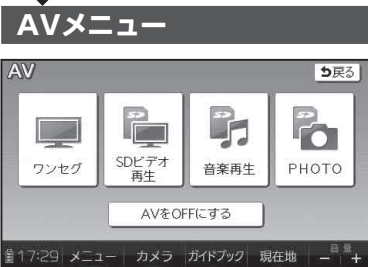 AVメニュー
AV
戻る
ワンセグ
SDビデオ
再生
音楽再生
PHOTO
AVをOFFにする
17:29 メニュー カメラ ガイドブック 現在地 音量
− +